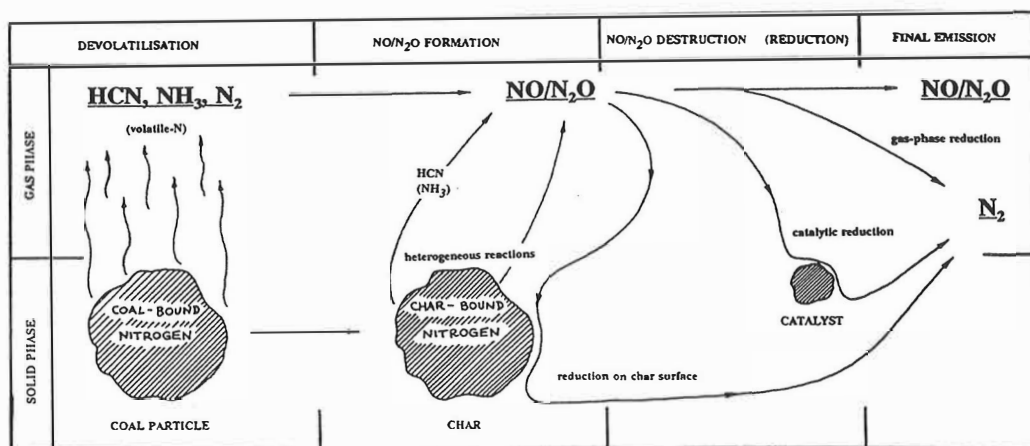 DEVOLATILISATION
NO/N₂O FORMATION
NO/N₂O DESTRUCTION (REDUCTION)
FINAL EMISSION
GAS PHASE
HCN, NH₃, N₂
(volatile-N)
NO/N₂O
NO/N₂O
gas-phase reduction
HCN
(NH₃)
N₂
catalytic reduction
heterogeneous reactions
SOLID PHASE
COAL-BOUND
NITROGEN
CHAR-BOUND
NITROGEN
CATALYST
reduction on char surface
COAL PARTICLE
CHAR